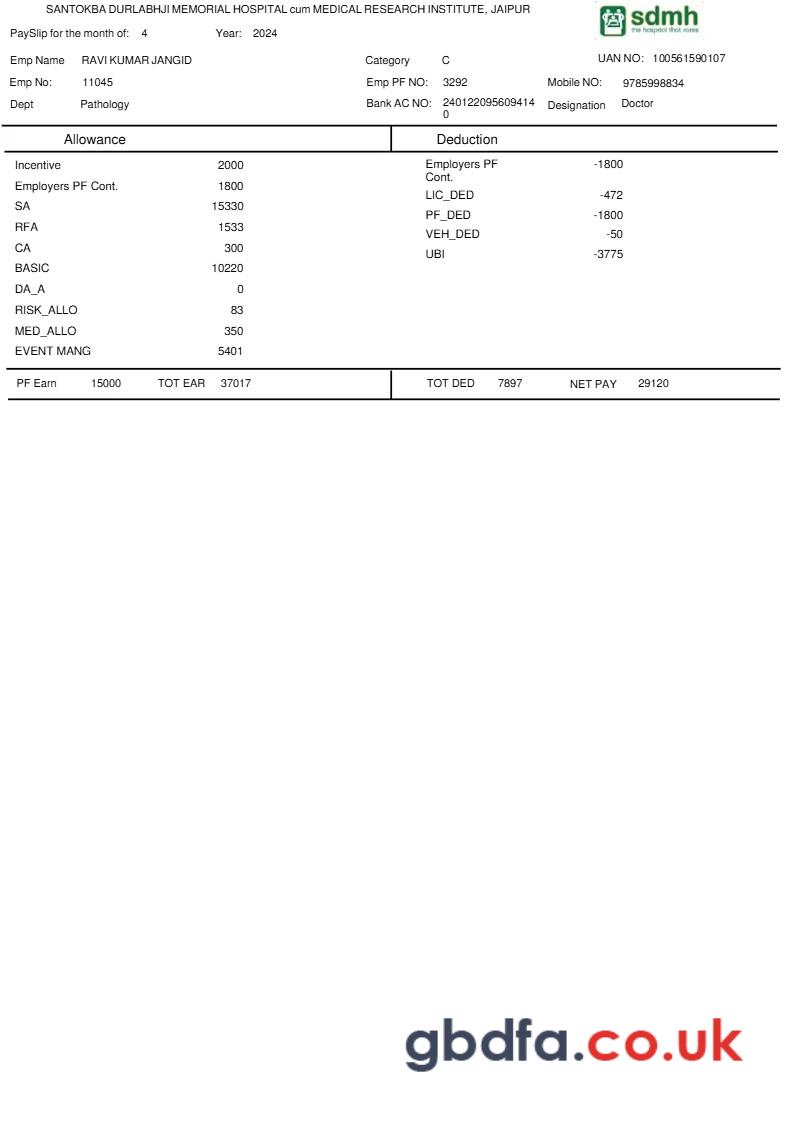 SANTOKBA DURLABHJI MEMORIAL HOSPITAL cum MEDICAL RESEARCH INSTITUTE, JAIPUR
sdmh
the hospital that cares
PaySlip for the month of: 4 Year: 2024
Emp Name RAVI KUMAR JANGID Category C UAN NO: 100561590107
Emp No: 11045 Emp PF NO: 3292 Mobile NO: 9785998834
Dept Pathology Bank AC NO: 240122095609414 Designation Doctor
0
Allowance Deduction
Incentive 2000 Employers PF -1800
Cont.
Employers PF Cont. 1800 LIC_DED -472
SA 15330 PF_DED -1800
RFA 1533 VEH_DED -50
CA 300 UBI -3775
BASIC 10220
DA_A 0
RISK_ALLO 83
MED_ALLO 350
EVENT MANG 5401
PF Earn 15000 TOT EAR 37017 TOT DED 7897 NET PAY 29120
gbdfa.co.uk